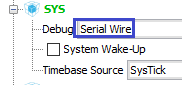 SYS
Debug Serial Wire
System Wake-Up
Timebase Source SysTick